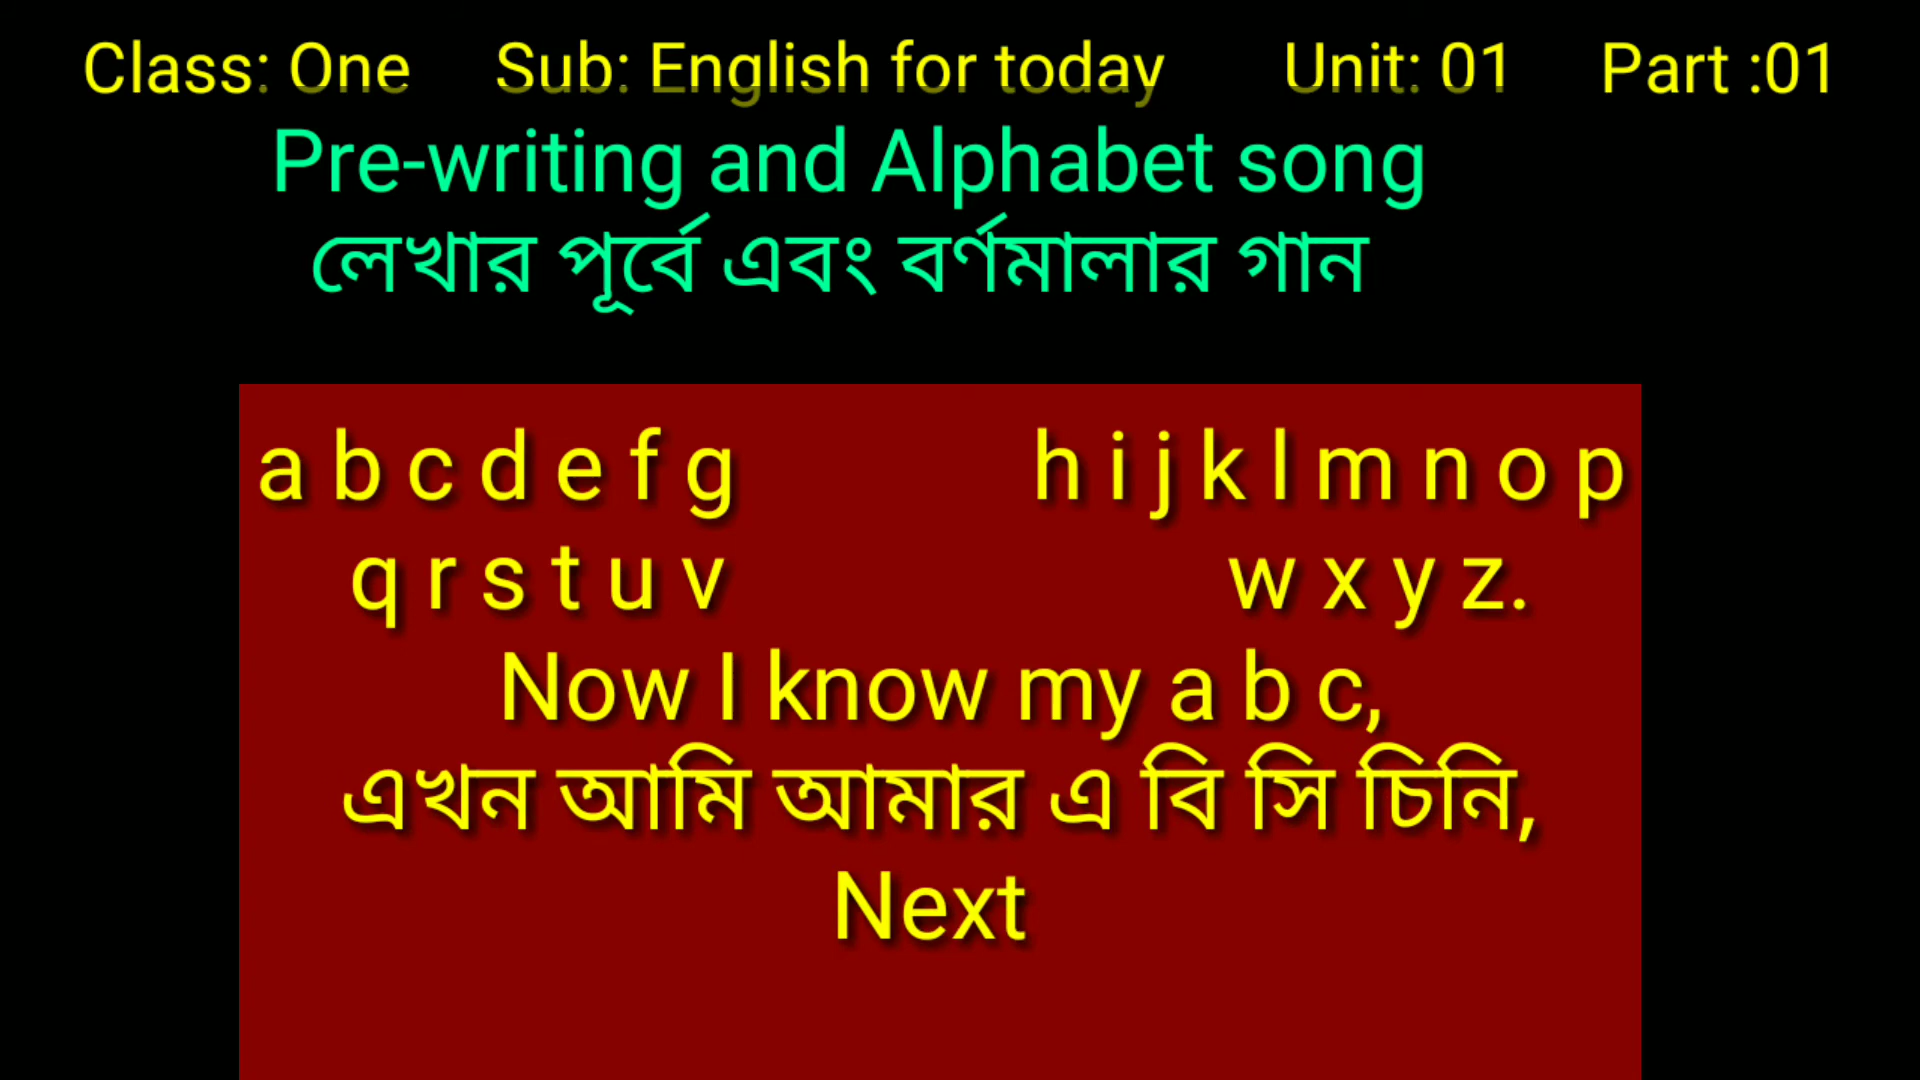 Class: One Sub: English for today Unit: 01 Part :01
Pre-writing and Alphabet song
লেখার পূর্বে এবং বর্ণমালার গান
a b c d e f g h i j k l m n o p
q r s t u v w x y z.
Now I know my a b c,
এখন আমি আমার এ বি সি চিনি,
Next